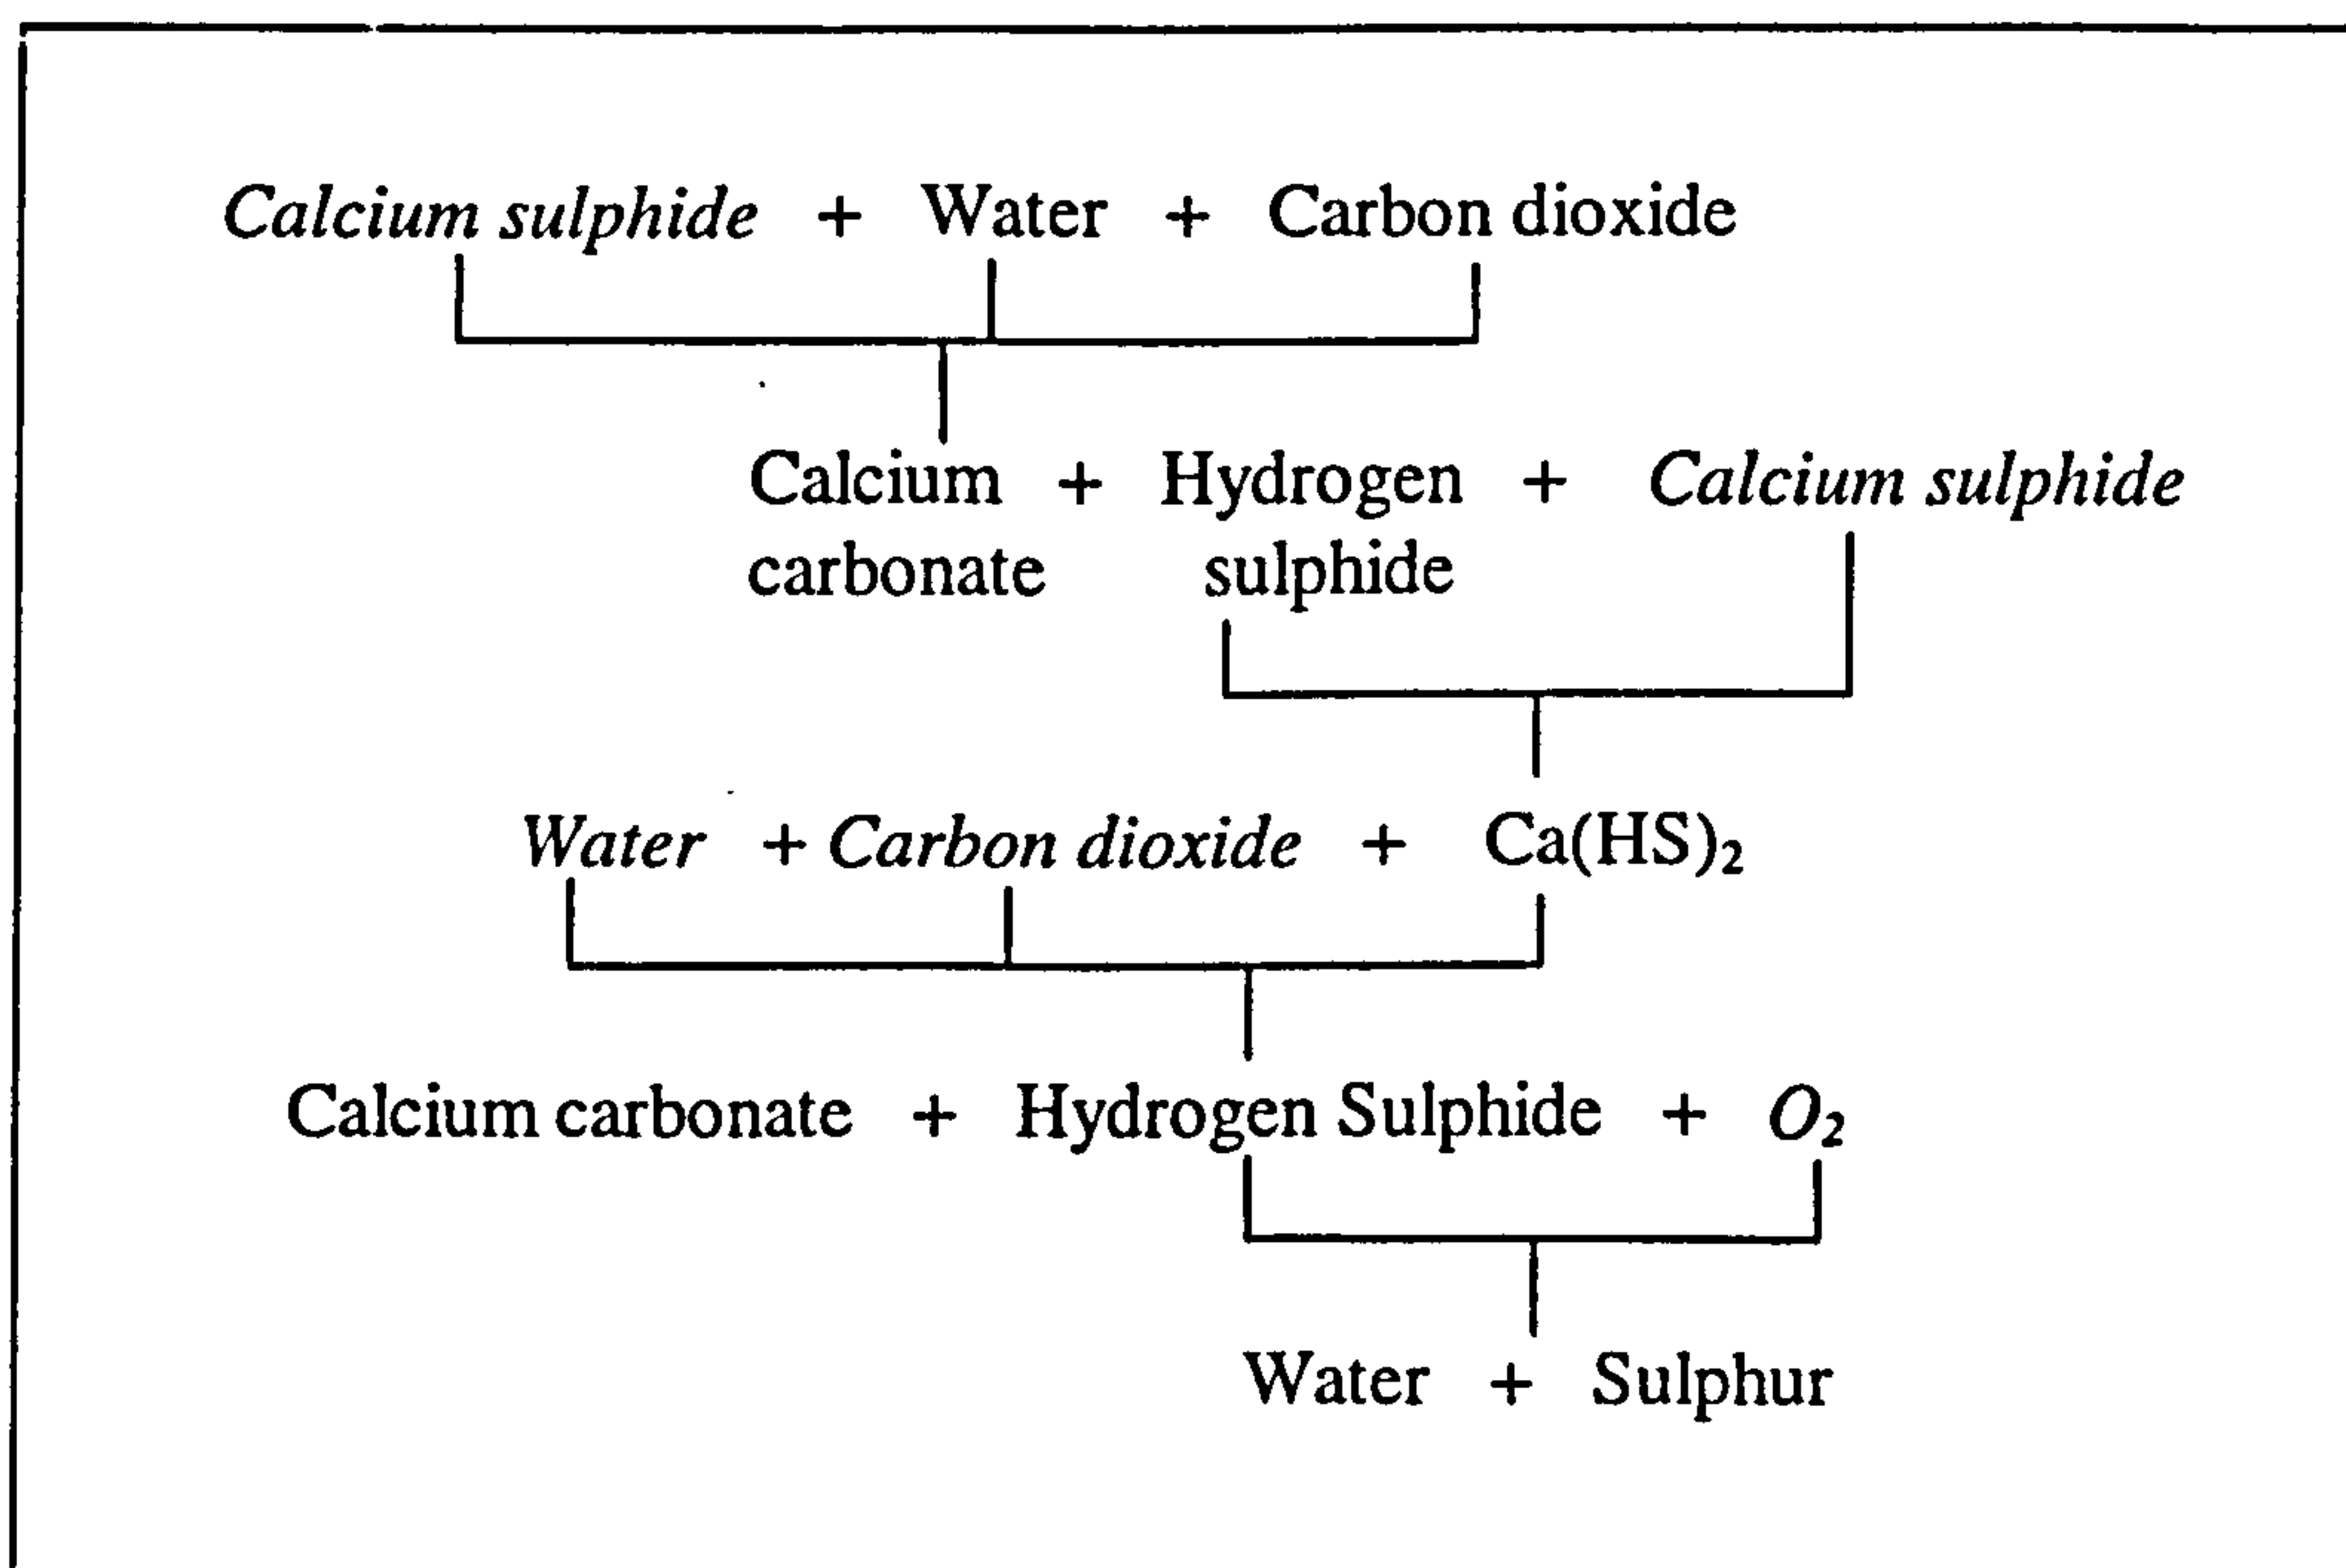 Calcium sulphide + Water + Carbon dioxide
Calcium + Hydrogen + Calcium sulphide
carbonate sulphide
Water + Carbon dioxide + Ca(HS)₂
Calcium carbonate + Hydrogen Sulphide + O₂
Water + Sulphur